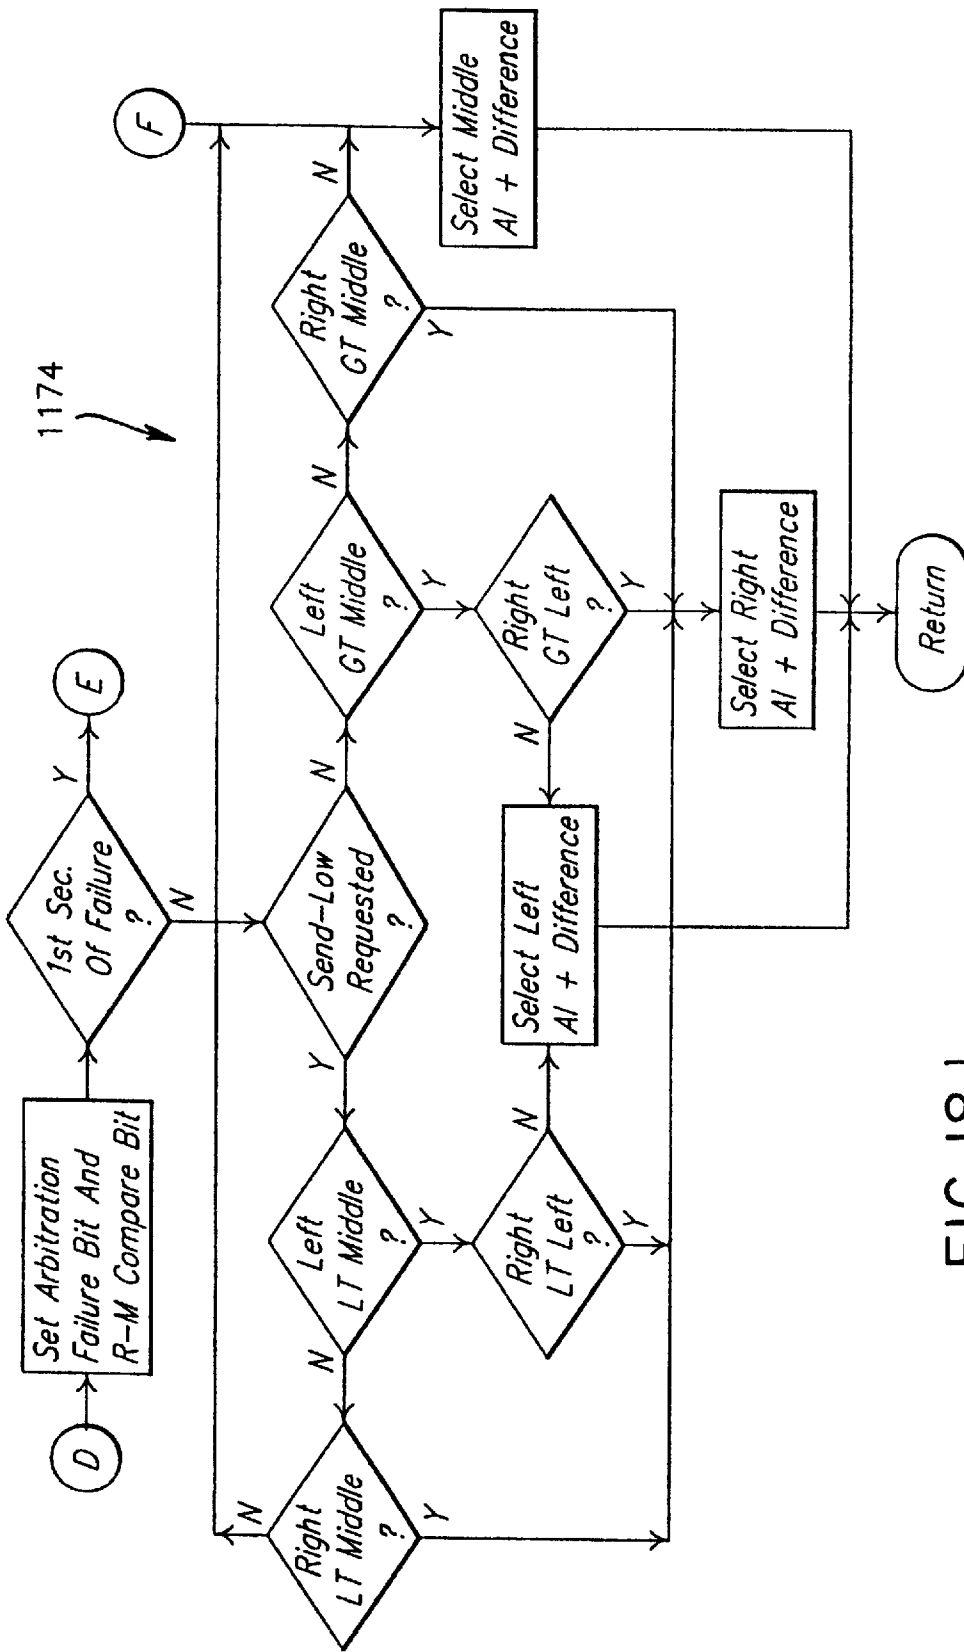 1174
D
Set Arbitration
Failure Bit And
R-M Compare Bit
1st Sec.
Of Failure
?
Y
E
N
F
Send-Low
Requested
?
Y
N
Left
LT Middle
?
N
Y
Right
LT Middle
?
N
Y
Right
LT Left
?
N
Y
Left
GT Middle
?
N
Y
Right
GT Middle
?
N
Y
Right
GT Left
?
N
Y
Select Left
AI + Difference
Select Middle
AI + Difference
Select Right
AI + Difference
Return